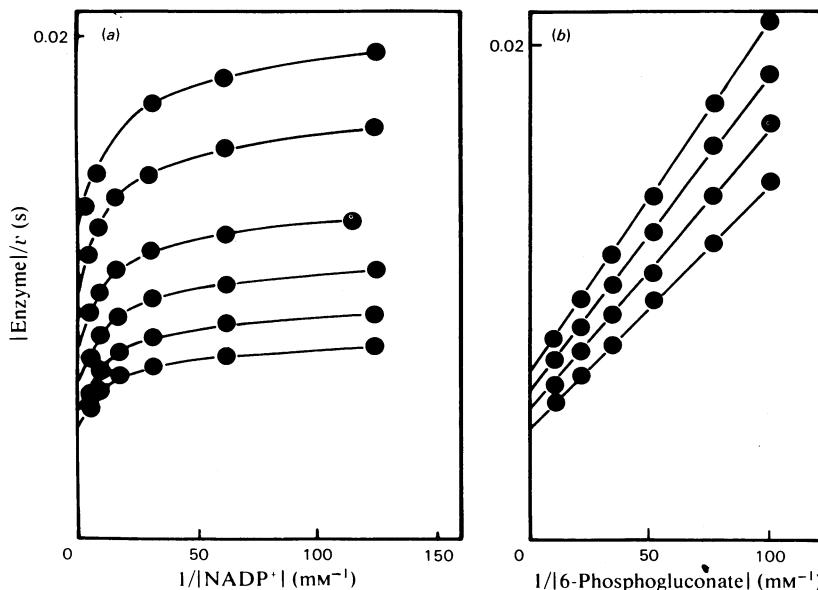 0.02
(a)
|Enzyme|/v (s)
0
50
100
150
1/|NADP⁺| (mM⁻¹)
0.02
(b)
0
50
100
1/|6-Phosphogluconate| (mM⁻¹)